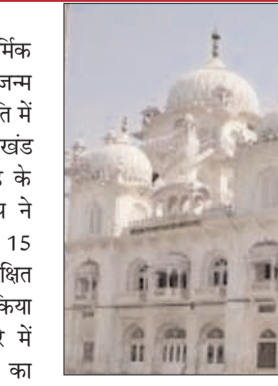 र्मिक
जन्म
ति में
खंड
के
ने
15
क्षित
किया
में
का